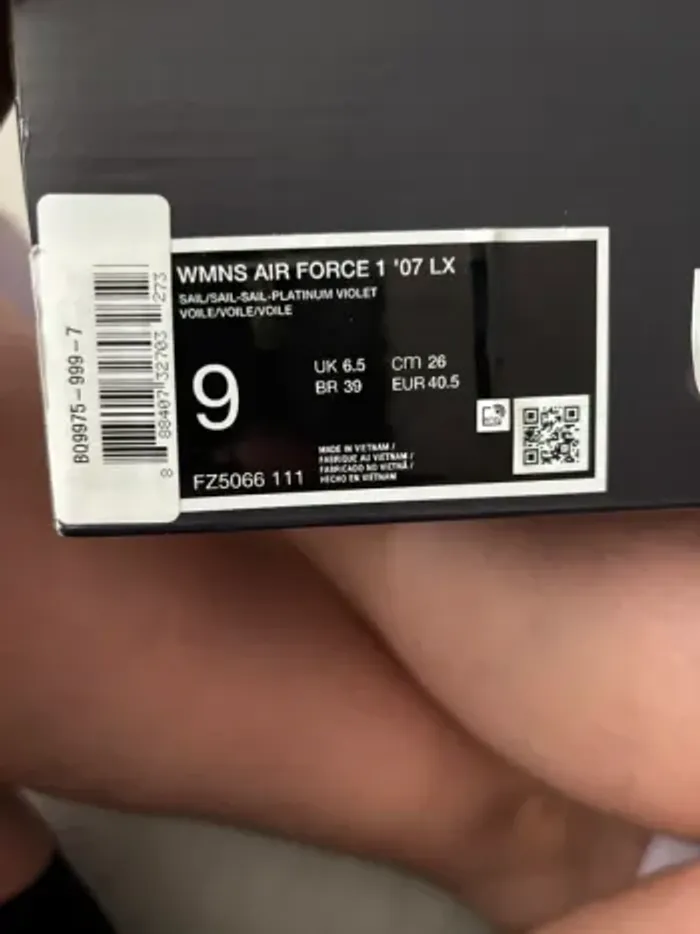 WMNS AIR FORCE 1 '07 LX
SAIL/SAIL-SAIL-PLATINUM VIOLET
VOILE/VOILE/VOILE
9
UK 6.5 CM 26
BR 39 EUR 40.5
MADE IN VIETNAM /
FABRIQUE AU VIETNAM /
FABRICADO NO VIETNÃ /
HECHO EN VIETNAM
FZ5066 111
BQ9975-999-7
8 88407 32703 273